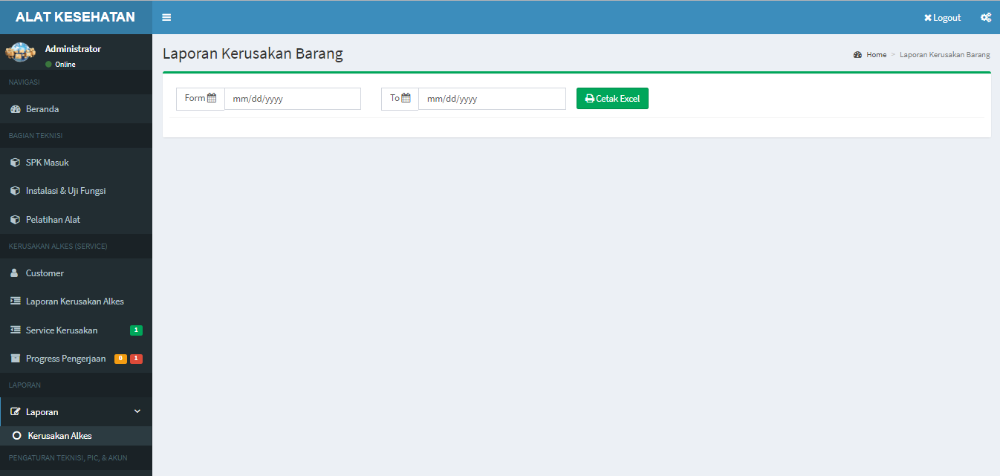 ALAT KESEHATAN
Logout
Administrator
Online
Laporan Kerusakan Barang
Home > Laporan Kerusakan Barang
NAVIGASI
Beranda
BAGIAN TEKNISI
SPK Masuk
Instalasi & Uji Fungsi
Pelatihan Alat
KERUSAKAN ALKES (SERVICE)
Customer
Laporan Kerusakan Alkes
Service Kerusakan 1
Progress Pengerjaan 0 1
LAPORAN
Laporan
Kerusakan Alkes
PENGATURAN TEKNISI, PIC, & AKUN
Form mm/dd/yyyy To mm/dd/yyyy Cetak Excel